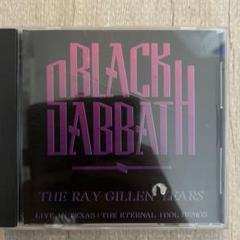 BLACK
SABBATH
THE RAY GILLEN YEARS
LIVE IN TEXAS+THE ETERNAL IDOL DEMOS